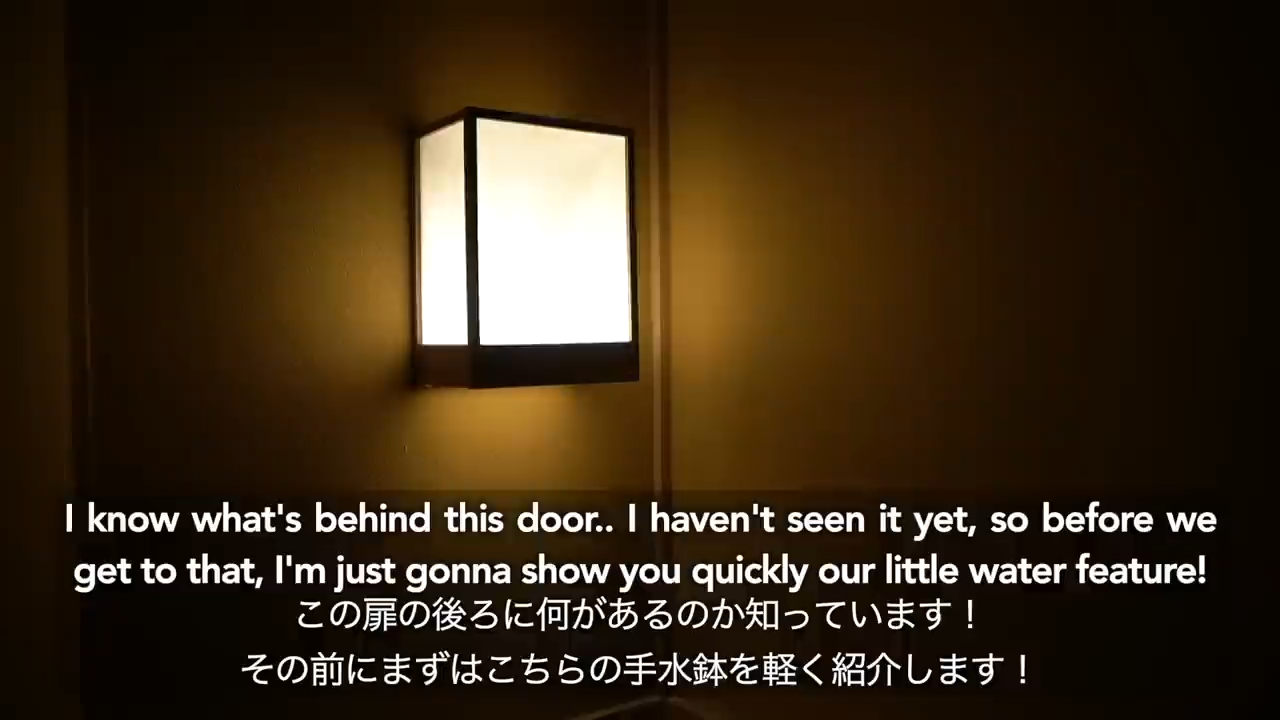 I know what's behind this door.. I haven't seen it yet, so before we
get to that, I'm just gonna show you quickly our little water feature!
この扉の後ろに何があるのか知っています！
その前にまずはこちらの手水鉢を軽く紹介します！